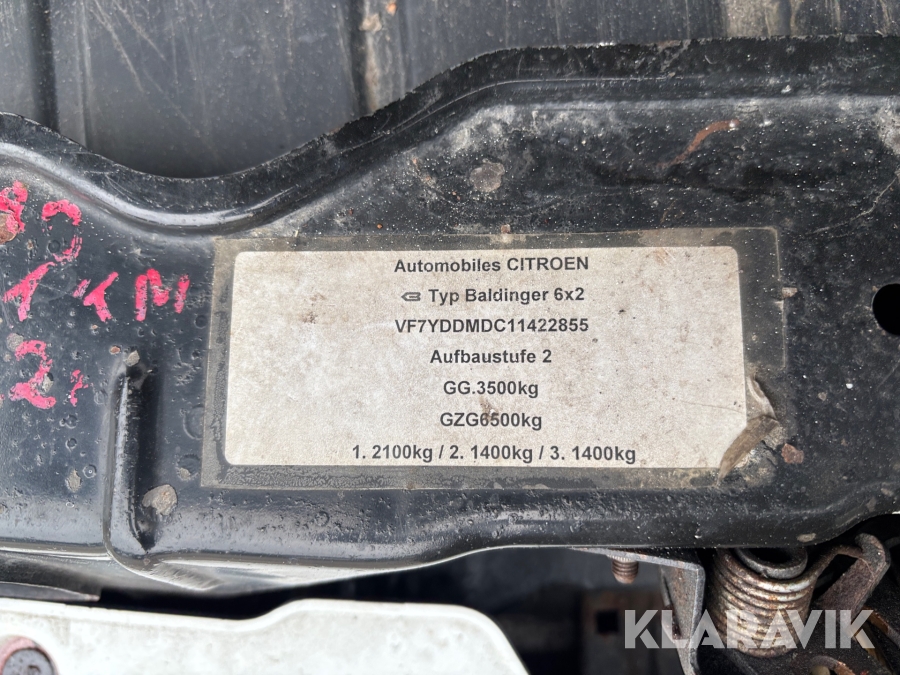 Automobiles CITROEN
Typ Baldinger 6x2
VF7YDDMDC11422855
Aufbaustufe 2
GG.3500kg
GZG6500kg
1. 2100kg / 2. 1400kg / 3. 1400kg
KLARAVIK